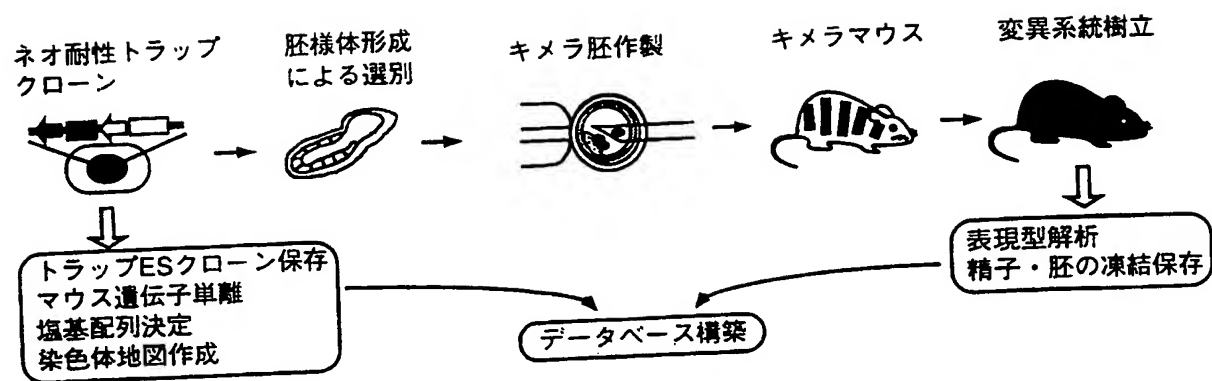 ネオ耐性トラップ
クローン
胚様体形成
による選別
キメラ胚作製
キメラマウス
変異系統樹立
トラップESクローン保存
マウス遺伝子単離
塩基配列決定
染色体地図作成
表現型解析
精子・胚の凍結保存
データベース構築